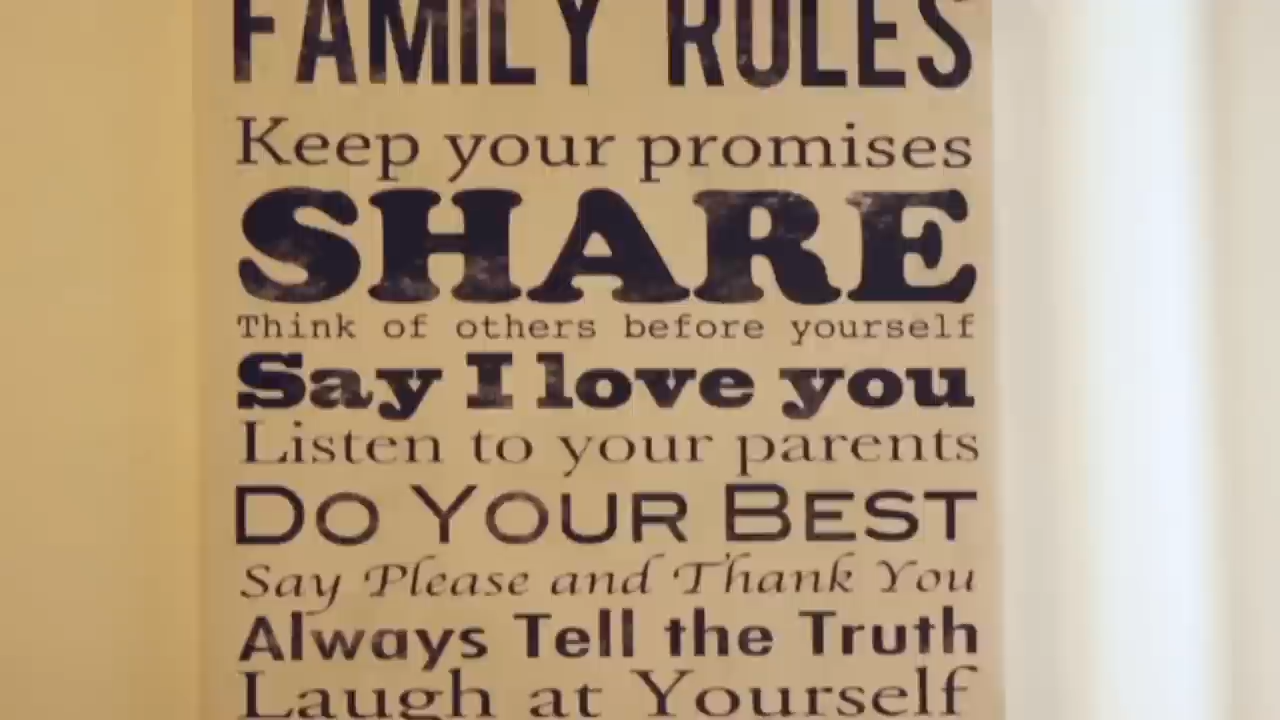 FAMILY RULES
Keep your promises
SHARE
Think of others before yourself
Say I love you
Listen to your parents
DO YOUR BEST
Say Please and Thank You
Always Tell the Truth
Laugh at Yourself